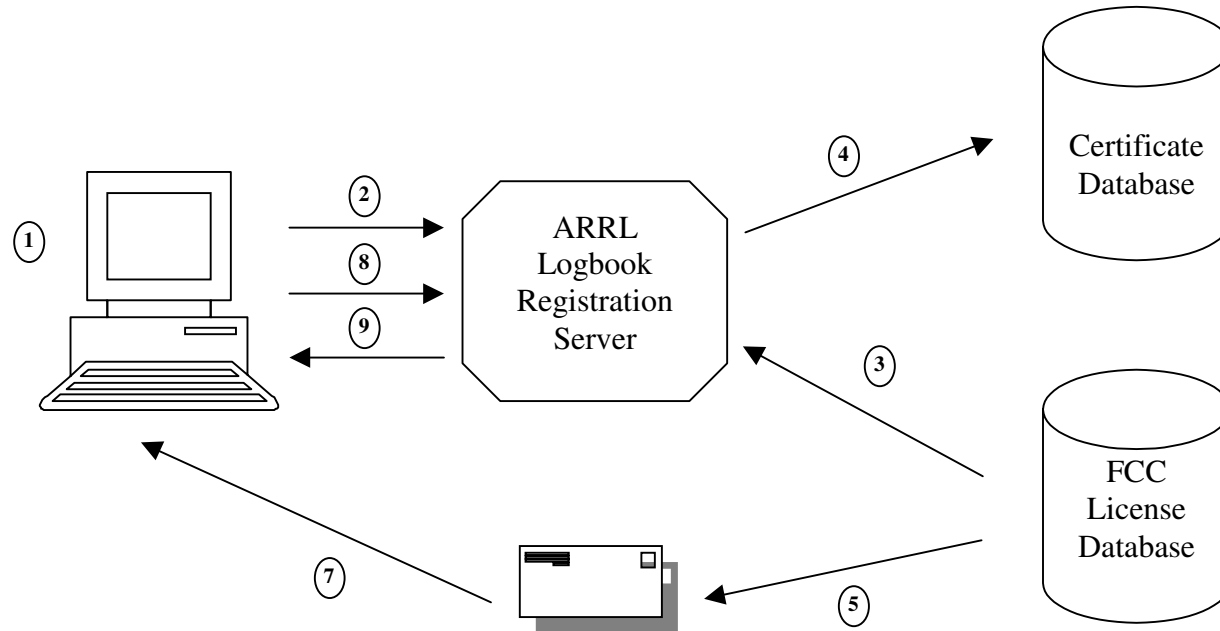 1
2
8
9
ARRL
Logbook
Registration
Server
4
Certificate
Database
3
FCC
License
Database
7
5